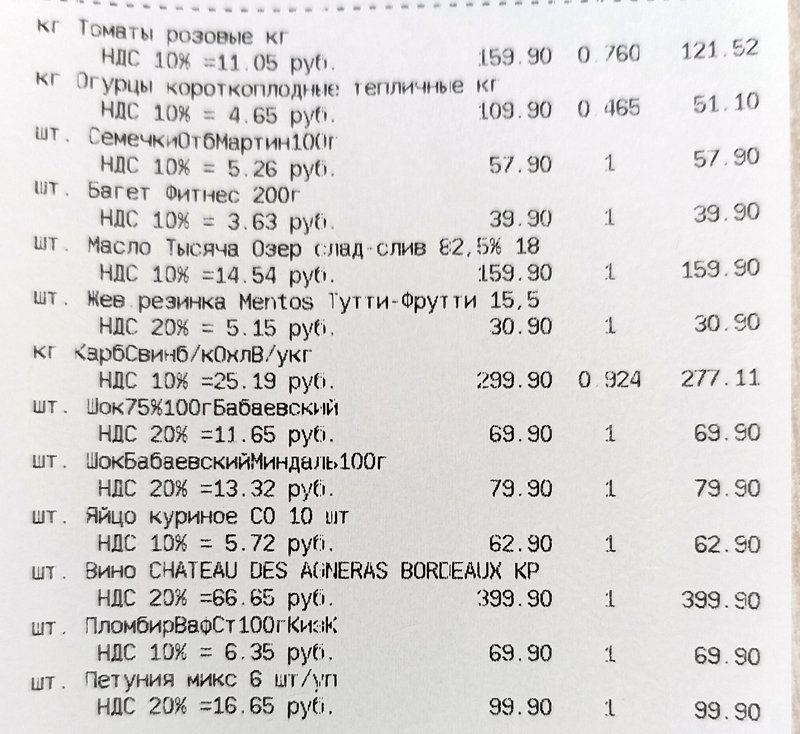 кг Томаты розовые кг
НДС 10% =11.05 руб. 159.90 0.760 121.52
кг Огурцы короткоплодные тепличные кг
НДС 10% = 4.65 руб. 109.90 0.465 51.10
шт. СемечкиОтбМартин100г
НДС 10% = 5.26 руб. 57.90 1 57.90
шт. Багет Фитнес 200г
НДС 10% = 3.63 руб. 39.90 1 39.90
шт. Масло Тысяча Озер слад-слив 82,5% 18
НДС 10% =14.54 руб. 159.90 1 159.90
шт. Жев.резинка Mentos Тутти-Фрутти 15,5
НДС 20% = 5.15 руб. 30.90 1 30.90
кг КарбСвинб/кОхлВ/укг
НДС 10% =25.19 руб. 299.90 0.924 277.11
шт. Шок75%100гБабаевский
НДС 20% =11.65 руб. 69.90 1 69.90
шт. ШокБабаевскийМиндаль100г
НДС 20% =13.32 руб. 79.90 1 79.90
шт. Яйцо куриное С0 10 шт
НДС 10% = 5.72 руб. 62.90 1 62.90
шт. Вино CHATEAU DES AGNERAS BORDEAUX КР
НДС 20% =66.65 руб. 399.90 1 399.90
шт. ПломбирВафСт100гКизК
НДС 10% = 6.35 руб. 69.90 1 69.90
шт. Петуния микс 6 шт/уп
НДС 20% =16.65 руб. 99.90 1 99.90